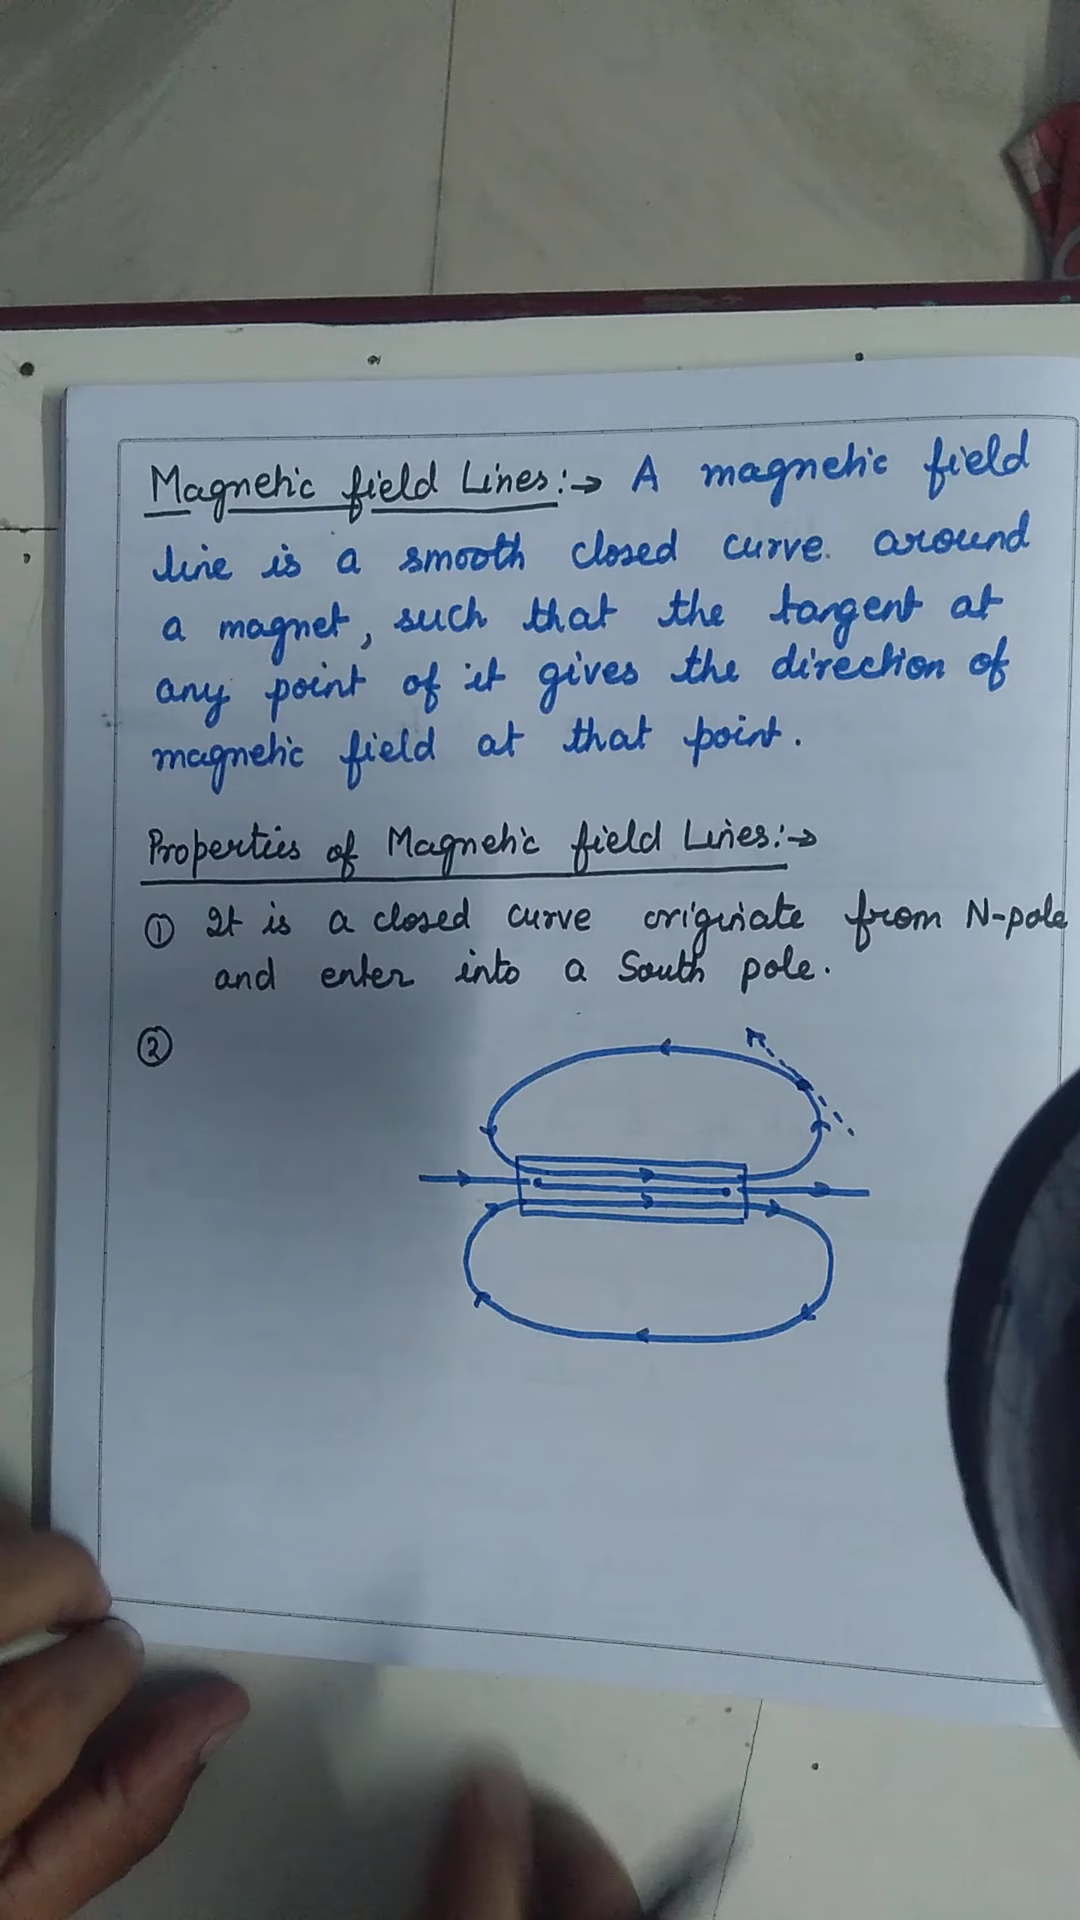 Magnetic field Lines:→ A magnetic field
line is a smooth closed curve. around
a magnet, such that the tangent at
any point of it gives the direction of
magnetic field at that point.
Properties of Magnetic field Lines:→
① It is a closed curve originate from N-pole
and enter into a South pole.
②